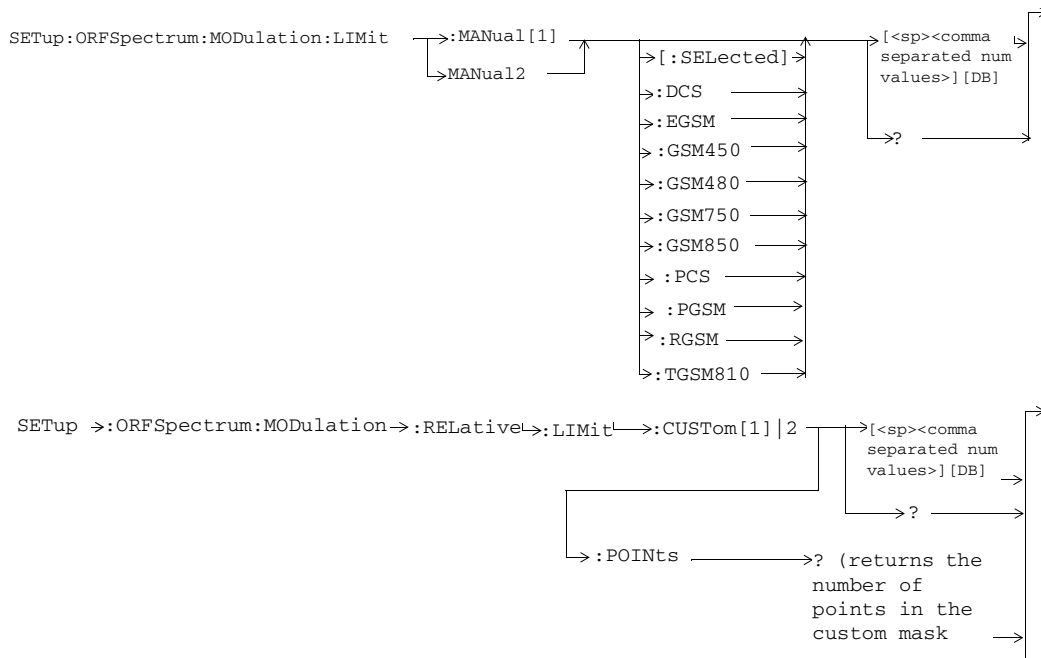 SETup:ORFSpectrum:MODulation:LIMit :MANual[1] [<sp><comma
separated num
values>][DB]
MANual2 [:SELected]
:DCS
:EGSM
?
:GSM450
:GSM480
:GSM750
:GSM850
:PCS
:PGSM
:RGSM
:TGSM810
SETup :ORFSpectrum:MODulation :RELative :LIMit :CUSTom[1]|2 [<sp><comma
separated num
values>][DB]
?
:POINts ? (returns the
number of
points in the
custom mask